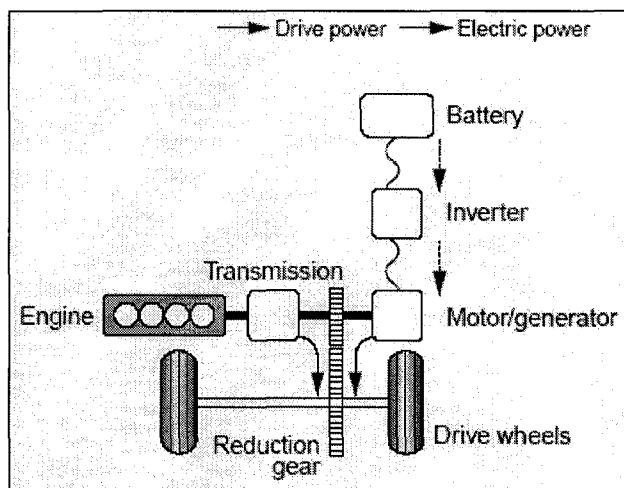 Drive power Electric power
Battery
Inverter
Transmission
Engine
Motor/generator
Reduction
gear
Drive wheels